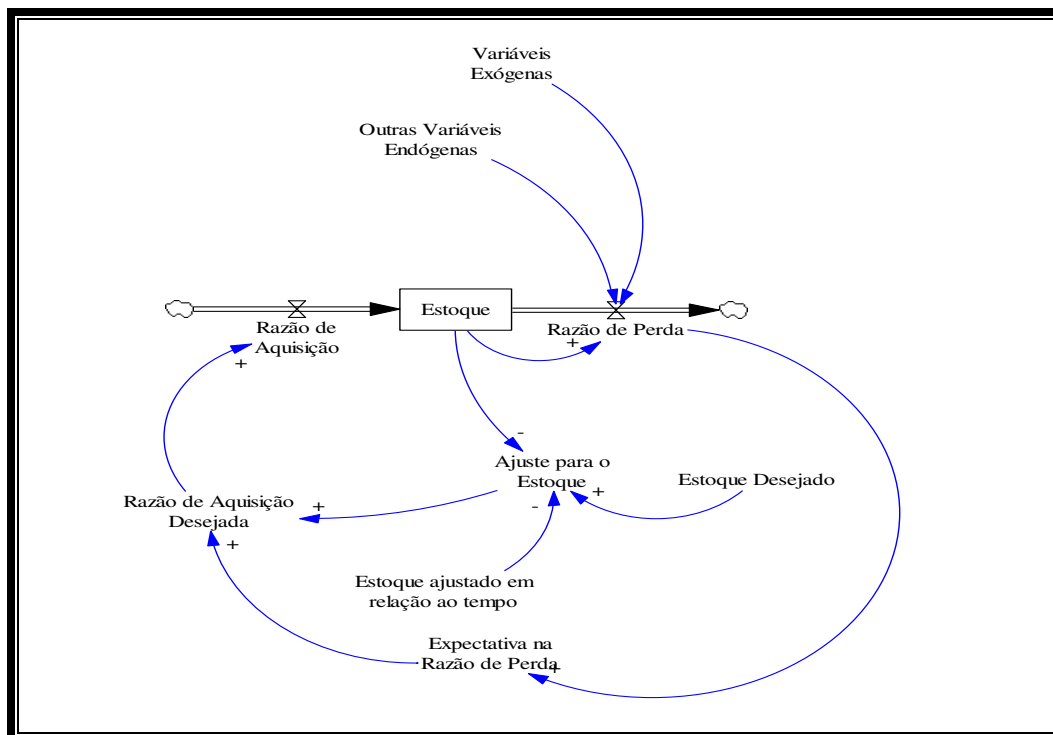 Variáveis
Exógenas
Outras Variáveis
Endógenas
Estoque
Razão de
Aquisição
+
Razão de Perda
+
-
Ajuste para o
Estoque
+
-
Estoque Desejado
Razão de Aquisição
Desejada
+
+
Estoque ajustado em
relação ao tempo
Expectativa na
Razão de Perda
+